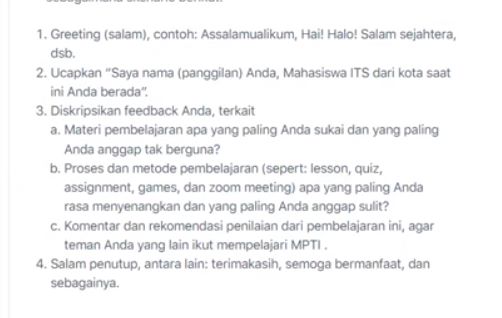 1. Greeting (salam), contoh: Assalamualikum, Hai! Halo! Salam sejahtera,
dsb.
2. Ucapkan "Saya nama (panggilan) Anda, Mahasiswa ITS dari kota saat
ini Anda berada".
3. Diskripsikan feedback Anda, terkait
a. Materi pembelajaran apa yang paling Anda sukai dan yang paling
Anda anggap tak berguna?
b. Proses dan metode pembelajaran (sepert: lesson, quiz,
assignment, games, dan zoom meeting) apa yang paling Anda
rasa menyenangkan dan yang paling Anda anggap sulit?
c. Komentar dan rekomendasi penilaian dari pembelajaran ini, agar
teman Anda yang lain ikut mempelajari MPTI .
4. Salam penutup, antara lain: terimakasih, semoga bermanfaat, dan
sebagainya.